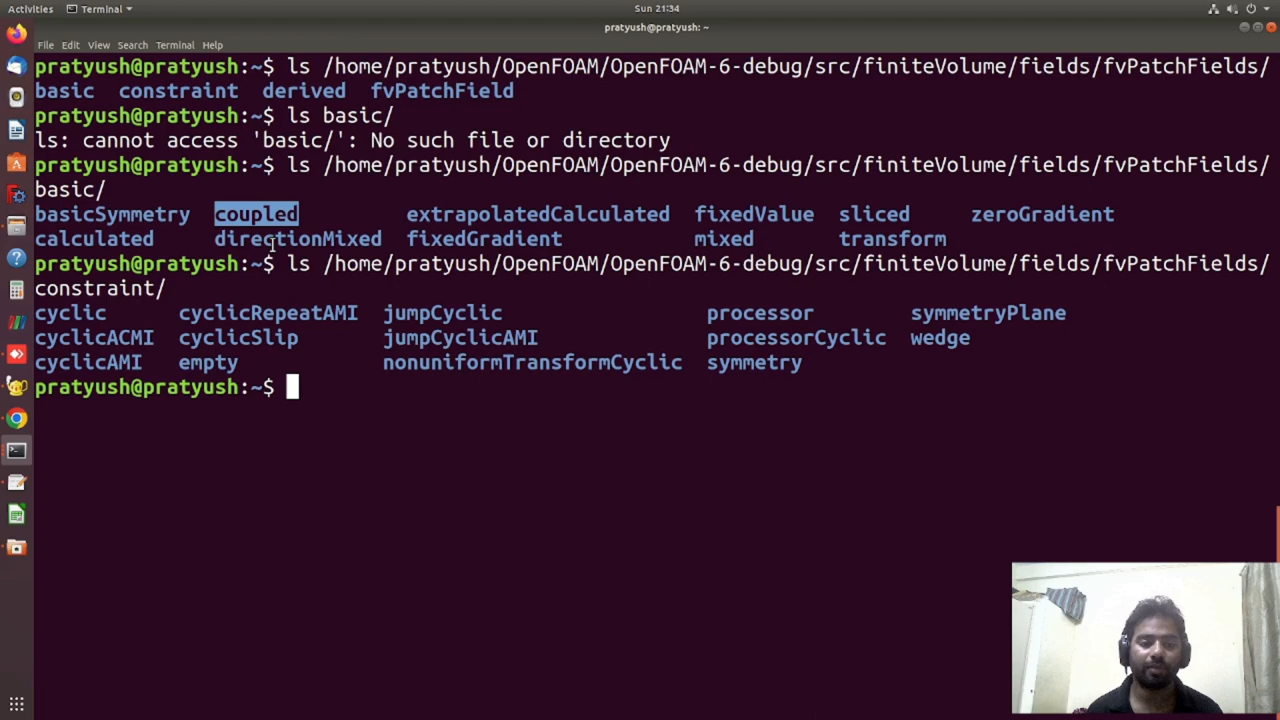 Activities Terminal Sun 21:34
pratyush@pratyush: ~
File Edit View Search Terminal Help
pratyush@pratyush:~$ ls /home/pratyush/OpenFOAM/OpenFOAM-6-debug/src/finiteVolume/fields/fvPatchFields/
basic constraint derived fvPatchField
pratyush@pratyush:~$ ls basic/
ls: cannot access 'basic/': No such file or directory
pratyush@pratyush:~$ ls /home/pratyush/OpenFOAM/OpenFOAM-6-debug/src/finiteVolume/fields/fvPatchFields/
basic/
basicSymmetry coupled extrapolatedCalculated fixedValue sliced zeroGradient
calculated directionMixed fixedGradient mixed transform
pratyush@pratyush:~$ ls /home/pratyush/OpenFOAM/OpenFOAM-6-debug/src/finiteVolume/fields/fvPatchFields/
constraint/
cyclic cyclicRepeatAMI jumpCyclic processor symmetryPlane
cyclicACMI cyclicSlip jumpCyclicAMI processorCyclic wedge
cyclicAMI empty nonuniformTransformCyclic symmetry
pratyush@pratyush:~$